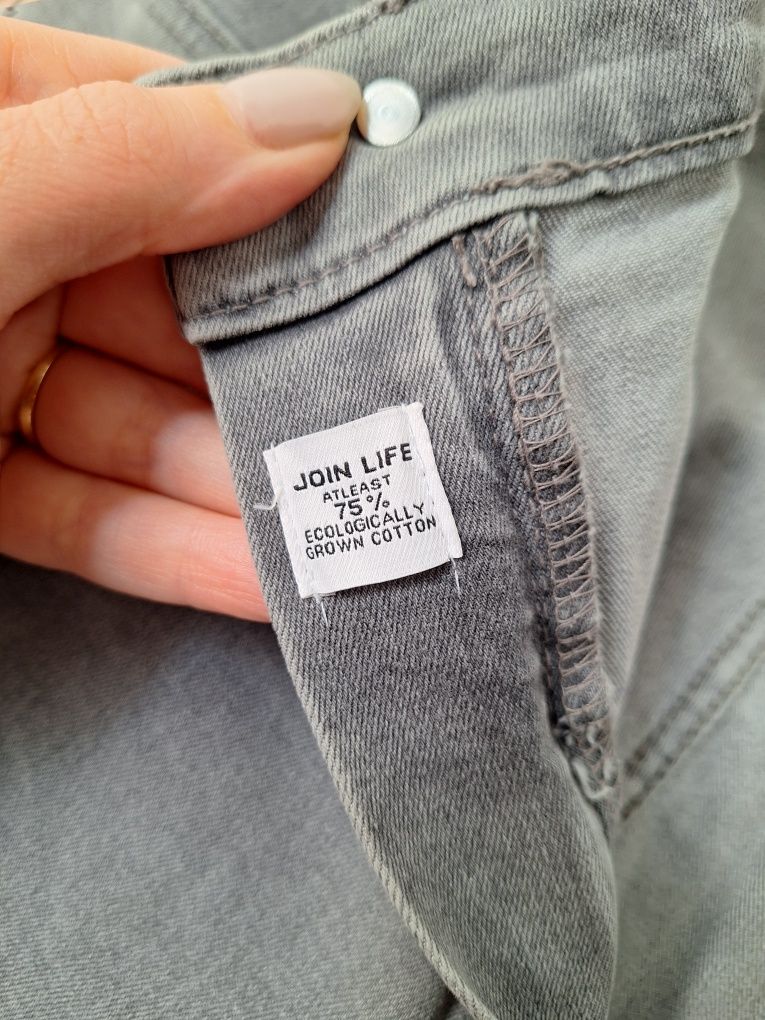 JOIN LIFE
ATLEAST
75%
ECOLOGICALLY
GROWN COTTON